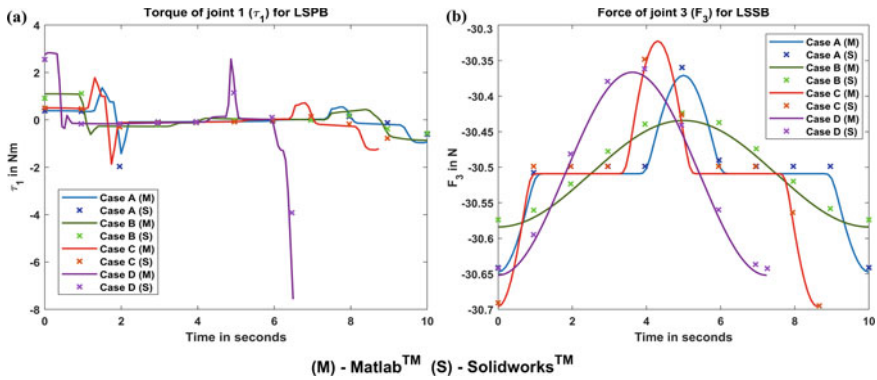 (a) Torque of joint 1 (τ1) for LSPB
4
2
0
-2
-4
-6
-8
τ1 in Nm
Case A (M)
Case A (S)
Case B (M)
Case B (S)
Case C (M)
Case C (S)
Case D (M)
Case D (S)
0 2 4 6 8 10
Time in seconds
(b) Force of joint 3 (F3) for LSSB
-30.3
-30.35
-30.4
-30.45
-30.5
-30.55
-30.6
-30.65
-30.7
F3 in N
Case A (M)
Case A (S)
Case B (M)
Case B (S)
Case C (M)
Case C (S)
Case D (M)
Case D (S)
0 2 4 6 8 10
Time in seconds
(M) - Matlab™ (S) - Solidworks™